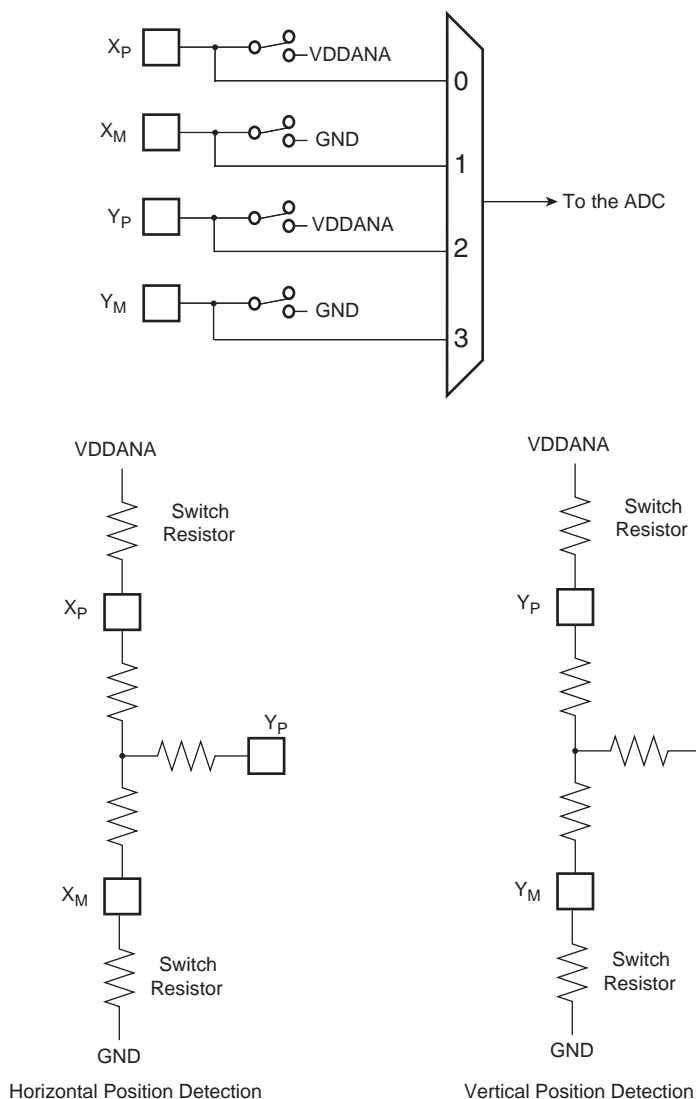 XP
VDDANA
0
XM
GND
1
YP
VDDANA
2
To the ADC
YM
GND
3
VDDANA
Switch
Resistor
XP
YP
XM
Switch
Resistor
GND
Horizontal Position Detection
VDDANA
Switch
Resistor
YP
YM
Switch
Resistor
GND
Vertical Position Detection